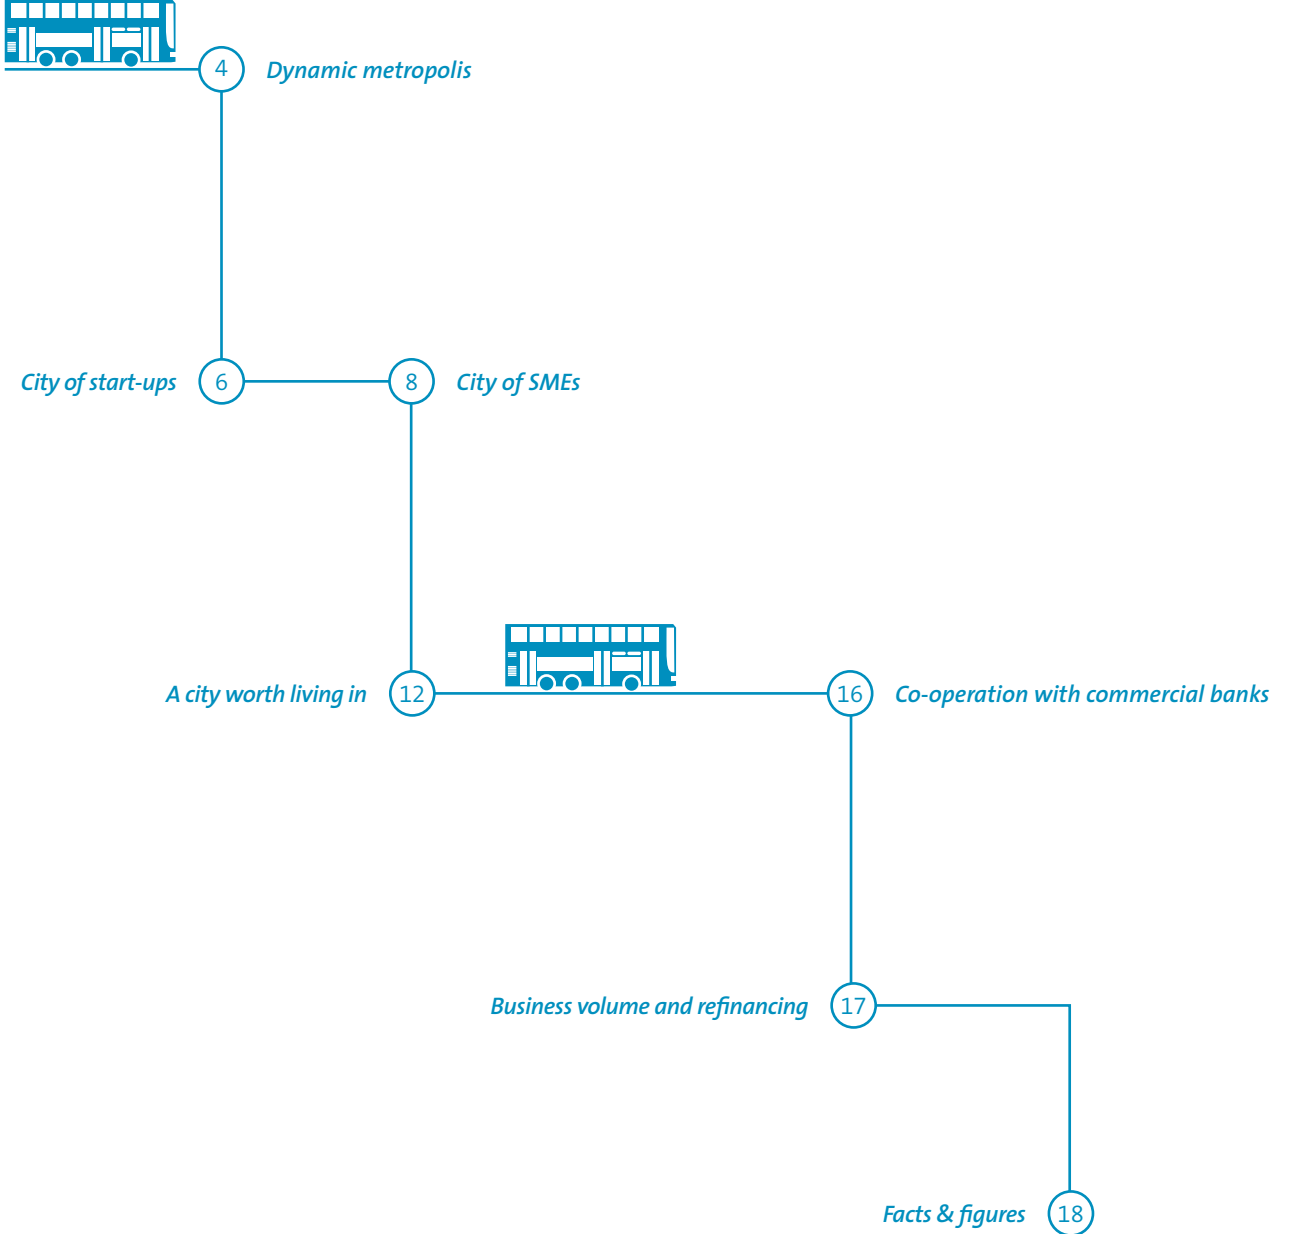 4 Dynamic metropolis
City of start-ups 6 8 City of SMEs
A city worth living in 12 16 Co-operation with commercial banks
Business volume and refinancing 17
Facts & figures 18